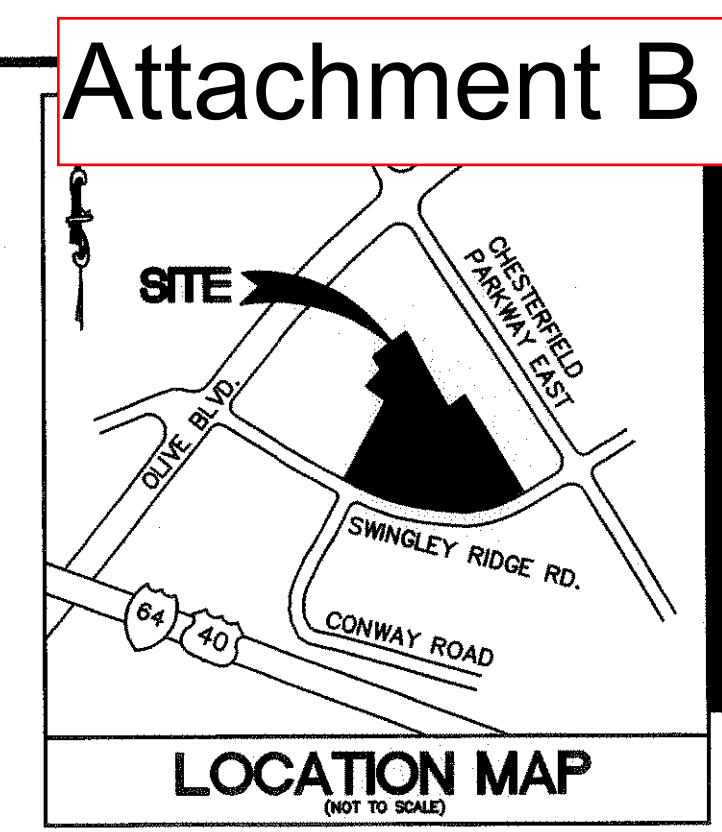 Attachment B
SITE
CHESTERFIELD
PARKWAY EAST
OLIVE BLVD.
SWINGLEY RIDGE RD.
64
40
CONWAY ROAD
LOCATION MAP
(NOT TO SCALE)